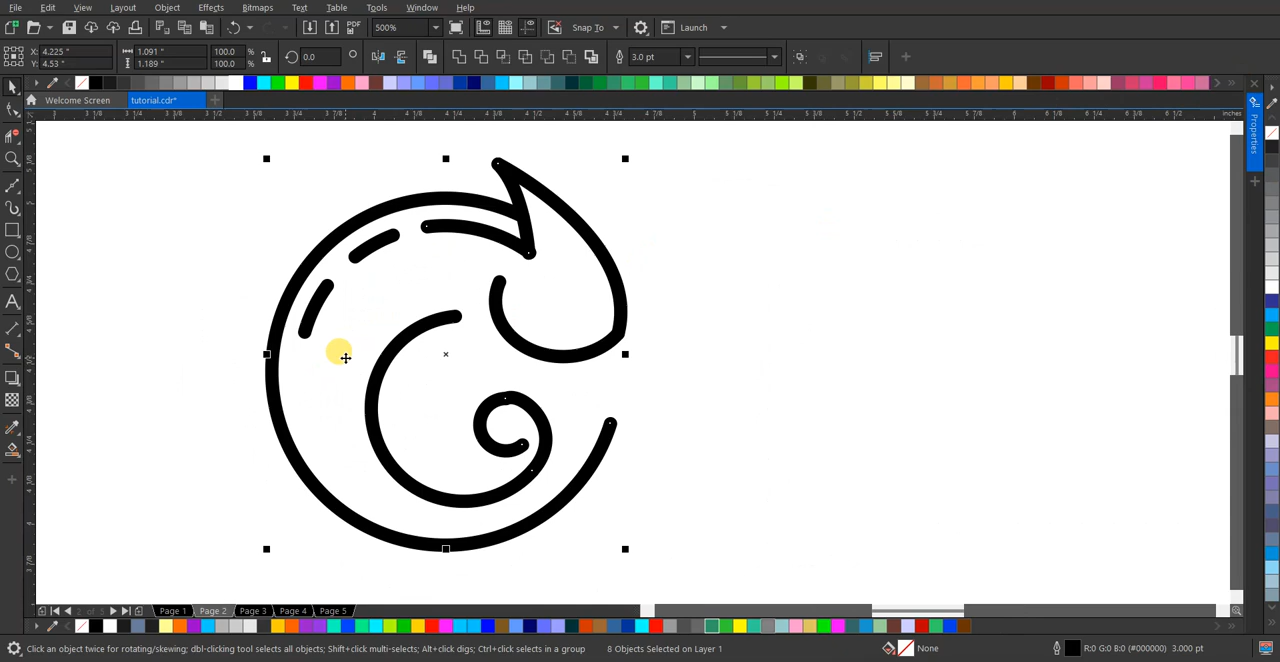 File Edit View Layout Object Effects Bitmaps Text Table Tools Window Help
PDF 500% Snap To Launch
X: 4.225 " 1.091 " 100.0 %
Y: 4.53 " 1.189 " 100.0 % 0.0 3.0 pt
Welcome Screen tutorial.cdr*
inches
Properties
2 of 5 Page 1 Page 2 Page 3 Page 4 Page 5
Click an object twice for rotating/skewing; dbl-clicking tool selects all objects; Shift+click multi-selects; Alt+click digs; Ctrl+click selects in a group 8 Objects Selected on Layer 1 None R:0 G:0 B:0 (#000000) 3.000 pt